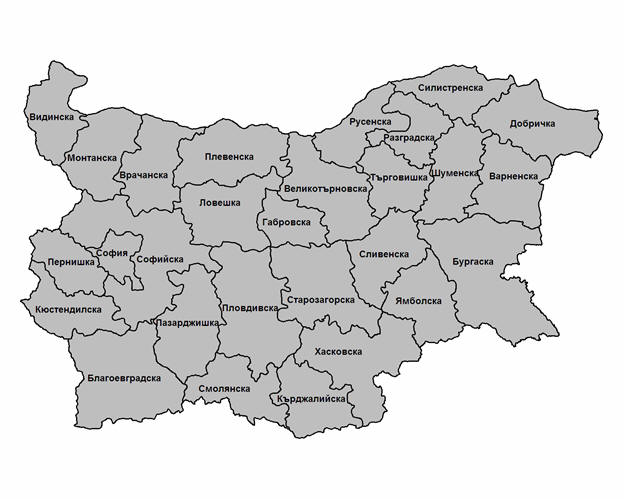 Силистренска
Видинска
Русенска
Добричка
Разградска
Монтанска
Плевенска
Врачанска
Търговишка
Шуменска
Варненска
Великотърновска
Ловешка
Габровска
София
Софийска
Пернишка
Сливенска
Бургаска
Старозагорска
Ямболска
Кюстендилска
Пловдивска
Пазарджишка
Хасковска
Благоевградска
Смолянска
Кърджалийска